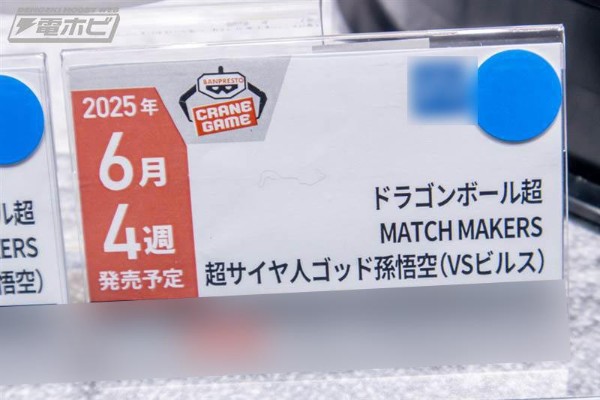 電ホビ
BANPRESTO
CRANE
GAME
2025年
6月
4週
発売予定
ドラゴンボール超
MATCH MAKERS
超サイヤ人ゴッド孫悟空(VSビルス)
ル超
KERS
悟空)